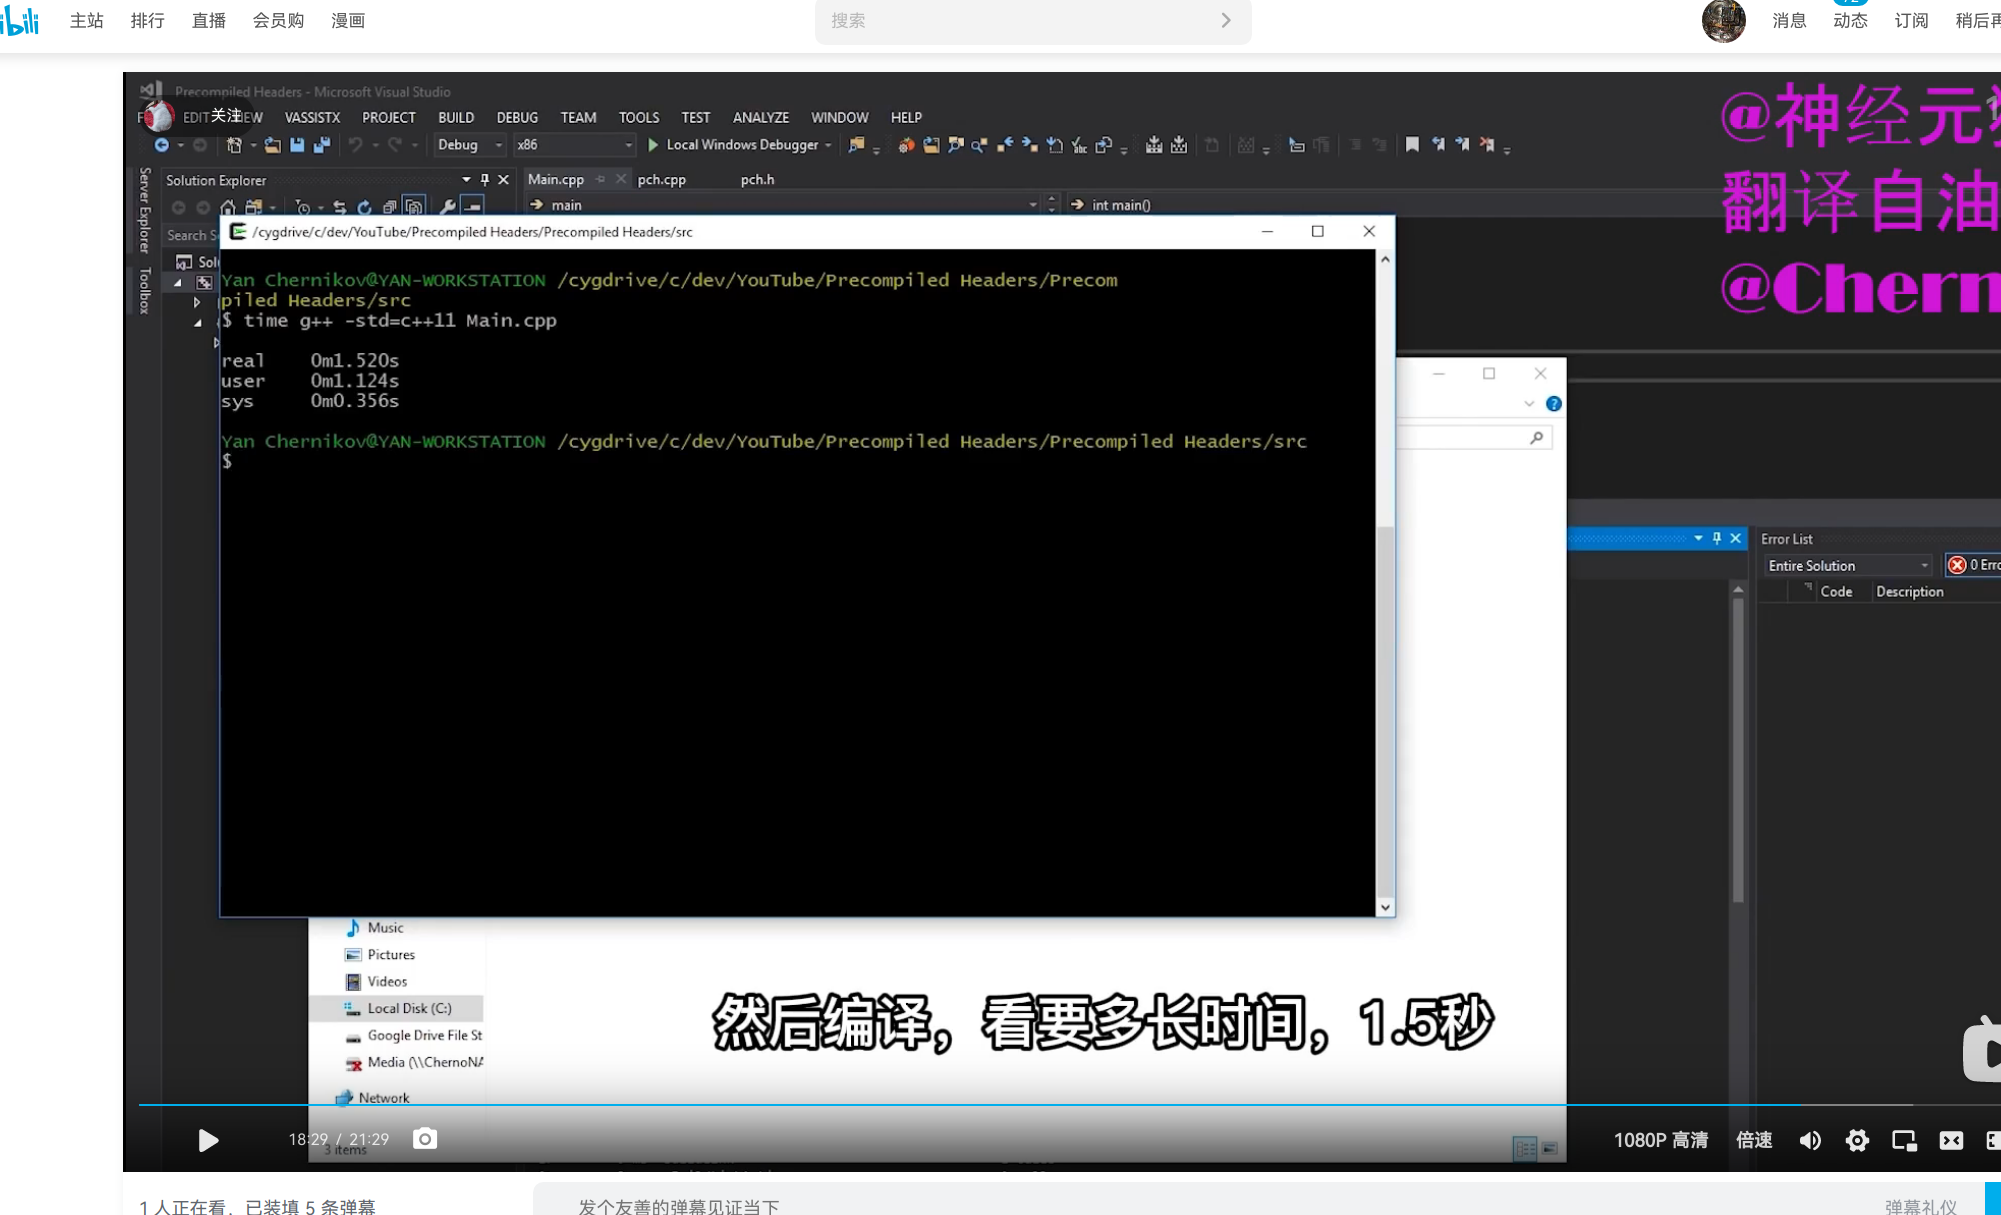 主站 排行 直播 会员购 漫画 搜索 消息 动态 订阅
Precompiled Headers - Microsoft Visual Studio
@神经元
关注
EDIT VASSISTX PROJECT BUILD DEBUG TEAM TOOLS TEST ANALYZE WINDOW HELP
Debug x86 Local Windows Debugger
Server Explorer
Toolbox
Solution Explorer
Main.cpp pch.cpp pch.h
翻译自油
main int main()
Search S
/cygdrive/c/dev/YouTube/Precompiled Headers/Precompiled Headers/src
Sol
@Chern
Yan Chernikov@YAN-WORKSTATION /cygdrive/c/dev/YouTube/Precompiled Headers/Precom
piled Headers/src
$ time g++ -std=c++11 Main.cpp
real 0m1.520s
user 0m1.124s
sys 0m0.356s
Yan Chernikov@YAN-WORKSTATION /cygdrive/c/dev/YouTube/Precompiled Headers/Precompiled Headers/src
$
Error List
Entire Solution 0 Erro
Code Description
Music
Pictures
Videos
Local Disk (C:)
Google Drive File St
Media (\\ChernoNA
Network
3 items
然后编译，看要多长时间，1.5秒
18:29 / 21:29 1080P 高清 倍速
1 人正在看，已装填 5 条弹幕 发个友善的弹幕见证当下 弹幕礼仪